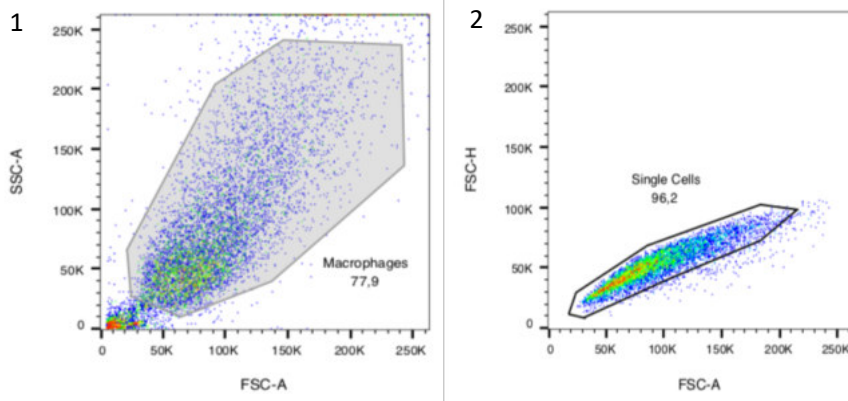 1
250K
200K
150K
100K
50K
0
SSC-A
Macrophages
77,9
0
50K
100K
150K
200K
250K
FSC-A
2
250K
200K
150K
100K
50K
0
FSC-H
Single Cells
96,2
0
50K
100K
150K
200K
250K
FSC-A